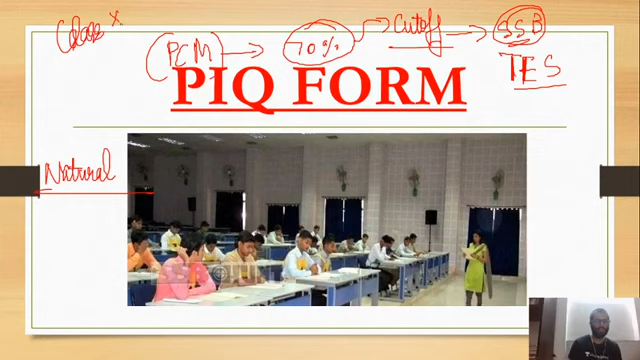 Class X
PCM → 70% → Cutoff → SSB
TES
PIQ FORM
Natural